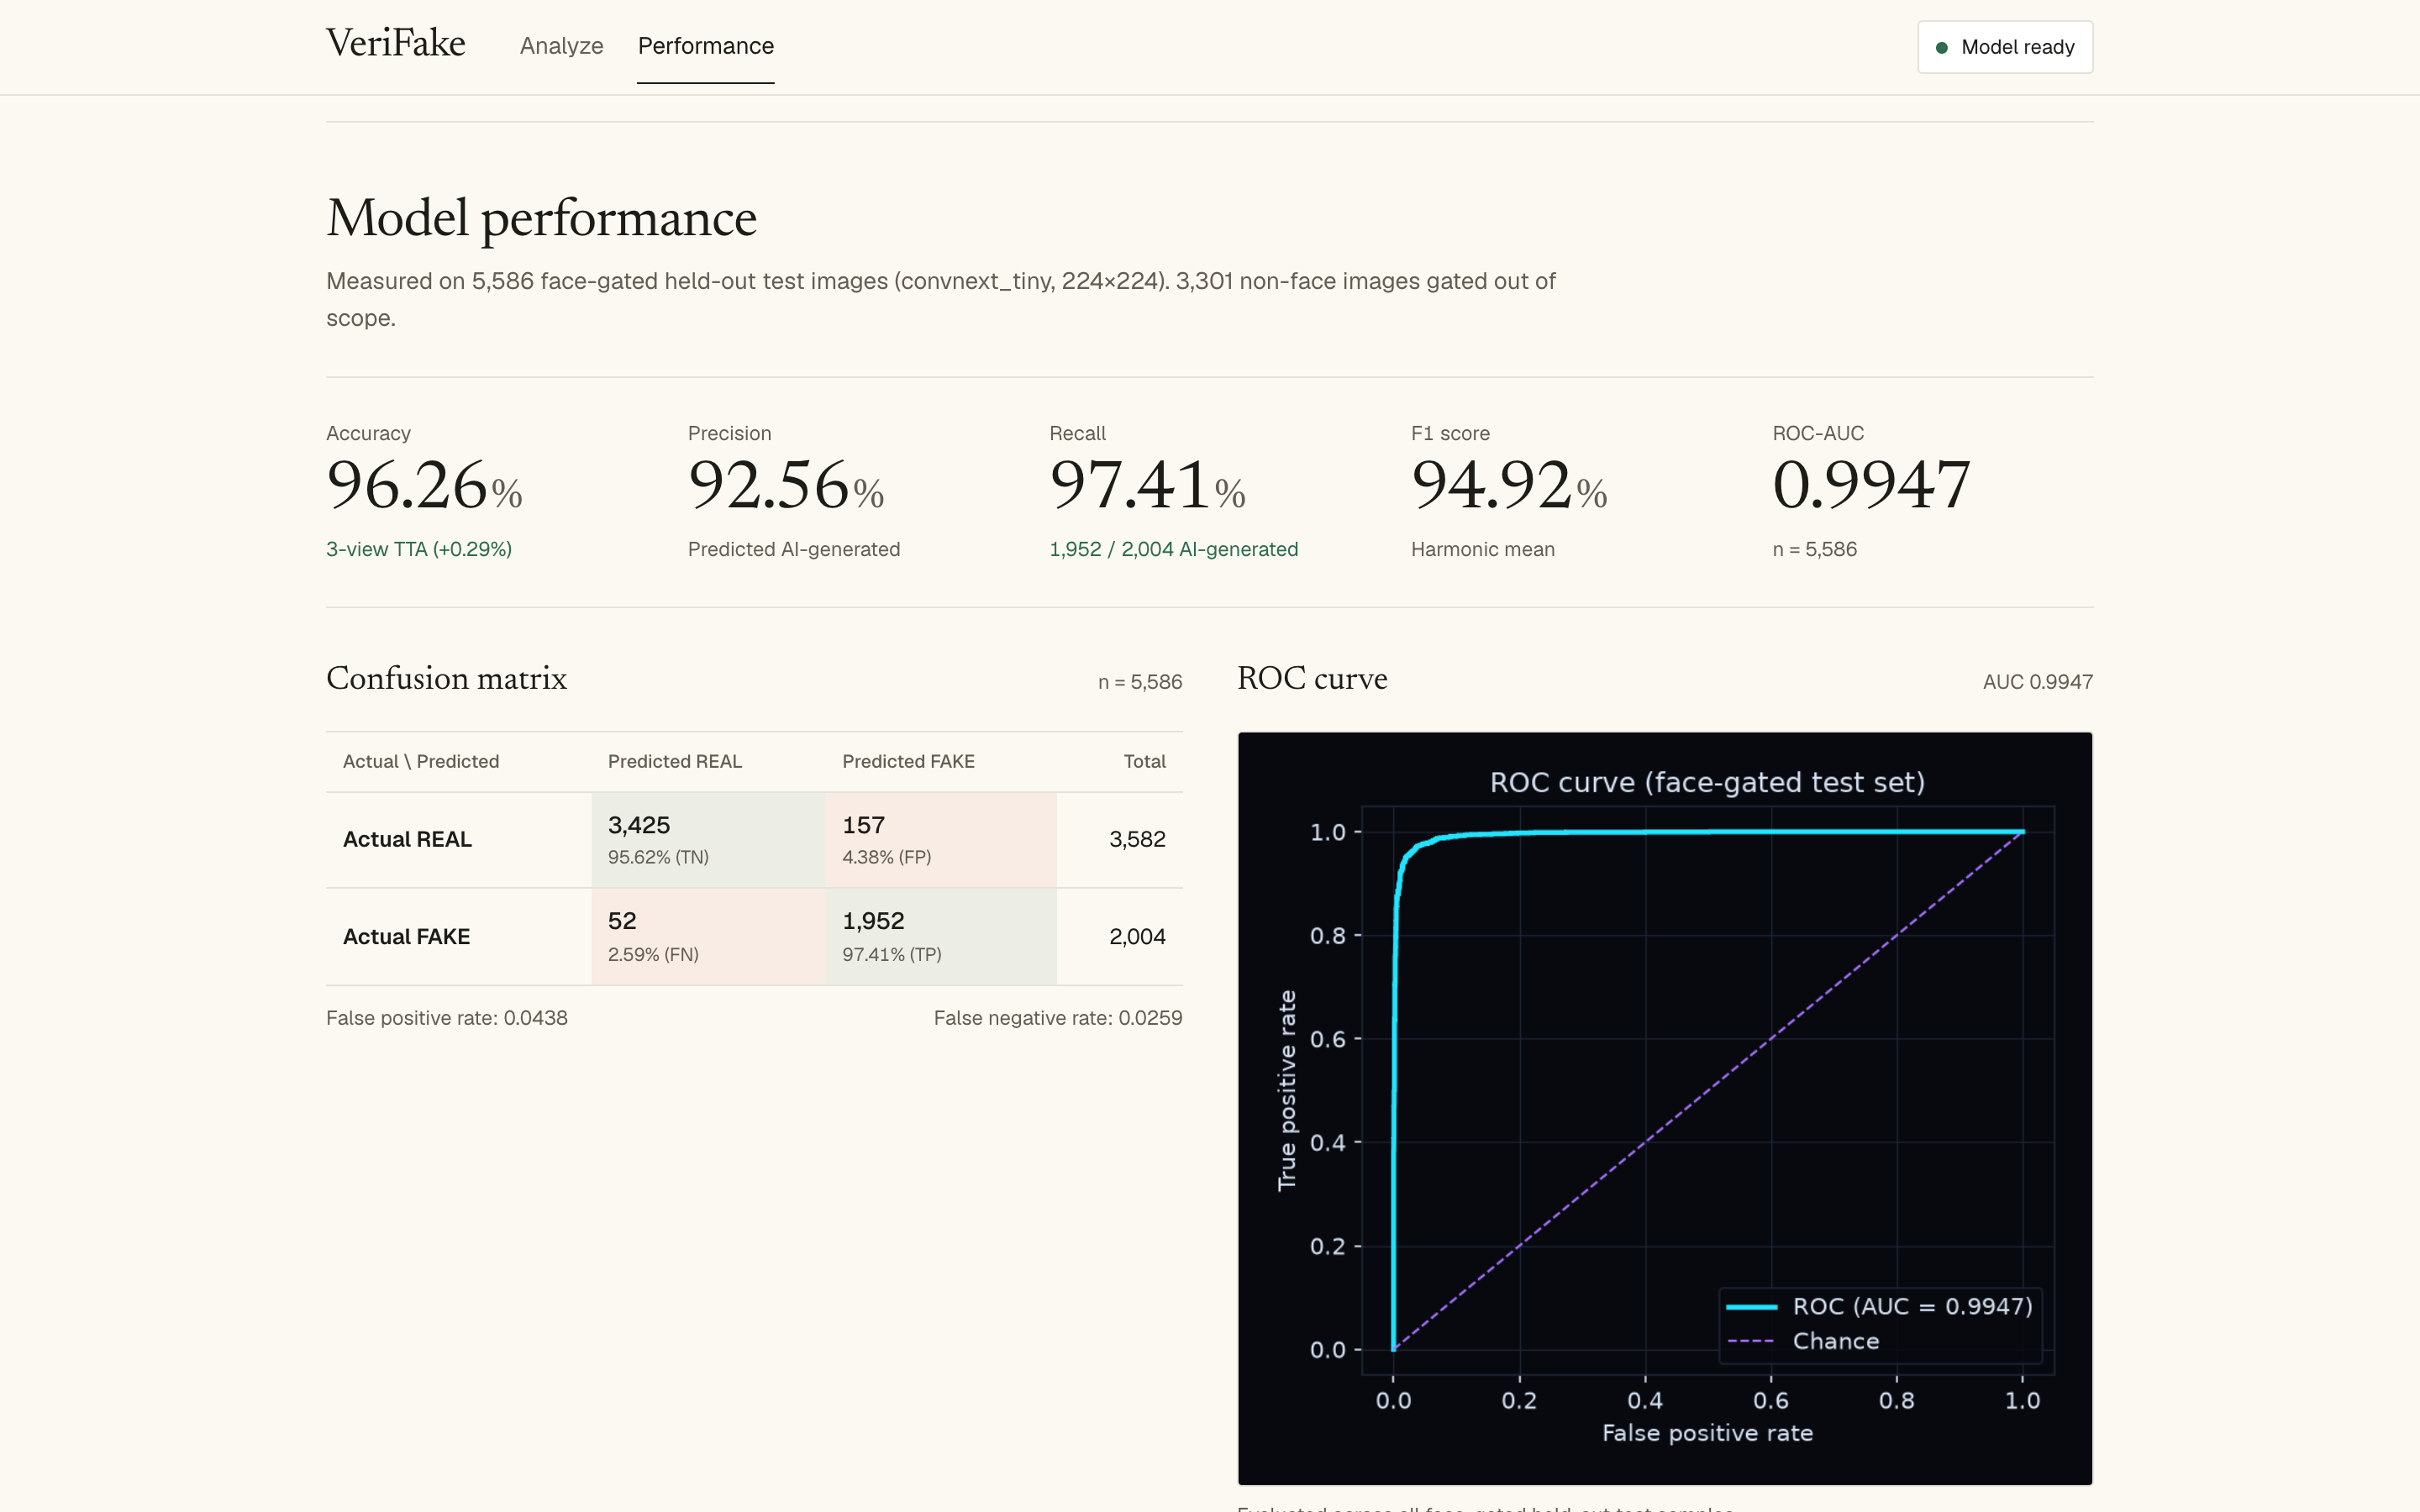 VeriFake
Analyze
Performance
Model ready
Model performance
Measured on 5,586 face-gated held-out test images (convnext_tiny, 224×224). 3,301 non-face images gated out of
scope.
Accuracy
96.26%
3-view TTA (+0.29%)
Precision
92.56%
Predicted AI-generated
Recall
97.41%
1,952 / 2,004 AI-generated
F1 score
94.92%
Harmonic mean
ROC-AUC
0.9947
n = 5,586
Confusion matrix
n = 5,586
Actual \ Predicted
Predicted REAL
Predicted FAKE
Total
Actual REAL
3,425
95.62% (TN)
157
4.38% (FP)
3,582
Actual FAKE
52
2.59% (FN)
1,952
97.41% (TP)
2,004
False positive rate: 0.0438
False negative rate: 0.0259
ROC curve
AUC 0.9947
ROC curve (face-gated test set)
True positive rate
1.0
0.8
0.6
0.4
0.2
0.0
0.0
0.2
0.4
0.6
0.8
1.0
False positive rate
ROC (AUC = 0.9947)
Chance